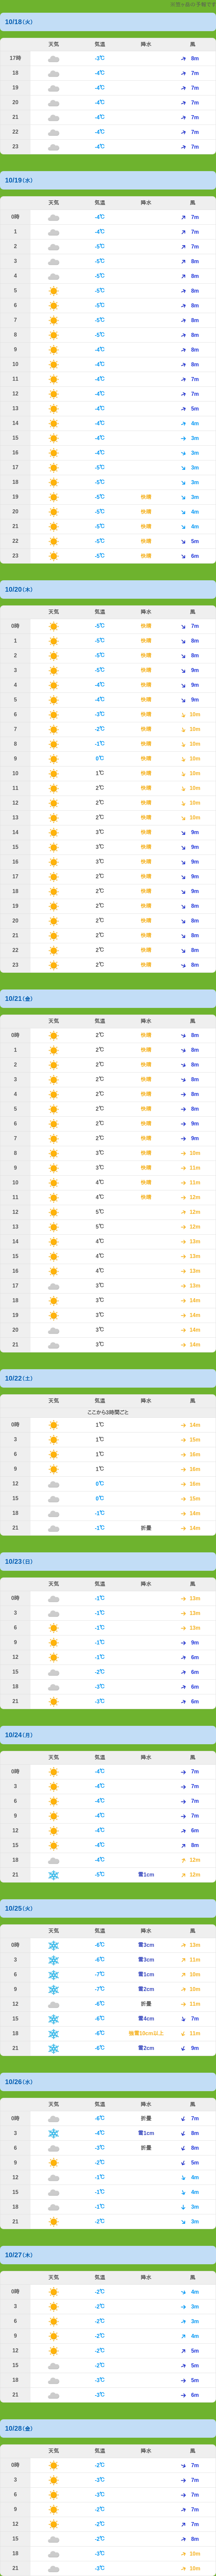 10/18(火)
天気 気温 降水 風
17時 -3℃ 8m
18 -4℃ 7m
19 -4℃ 7m
20 -4℃ 7m
21 -4℃ 7m
22 -4℃ 7m
23 -4℃ 7m
10/19(水)
天気 気温 降水 風
0時 -4℃ 7m
1 -4℃ 7m
2 -5℃ 7m
3 -5℃ 8m
4 -5℃ 8m
5 -5℃ 8m
6 -5℃ 8m
7 -5℃ 8m
8 -5℃ 8m
9 -4℃ 8m
10 -4℃ 8m
11 -4℃ 7m
12 -4℃ 7m
13 -4℃ 5m
14 -4℃ 4m
15 -4℃ 3m
16 -4℃ 3m
17 -5℃ 3m
18 -5℃ 3m
19 -5℃ 快晴 3m
20 -5℃ 快晴 4m
21 -5℃ 快晴 4m
22 -5℃ 快晴 5m
23 -5℃ 快晴 6m
10/20(木)
天気 気温 降水 風
0時 -5℃ 快晴 7m
1 -5℃ 快晴 8m
2 -5℃ 快晴 8m
3 -5℃ 快晴 9m
4 -4℃ 快晴 9m
5 -4℃ 快晴 9m
6 -3℃ 快晴 10m
7 -2℃ 快晴 10m
8 -1℃ 快晴 10m
9 0℃ 快晴 10m
10 1℃ 快晴 10m
11 2℃ 快晴 10m
12 2℃ 快晴 10m
13 2℃ 快晴 10m
14 3℃ 快晴 9m
15 3℃ 快晴 9m
16 3℃ 快晴 9m
17 2℃ 快晴 9m
18 2℃ 快晴 9m
19 2℃ 快晴 8m
20 2℃ 快晴 8m
21 2℃ 快晴 8m
22 2℃ 快晴 8m
23 2℃ 快晴 8m
10/21(金)
天気 気温 降水 風
0時 2℃ 快晴 8m
1 2℃ 快晴 8m
2 2℃ 快晴 8m
3 2℃ 快晴 8m
4 2℃ 快晴 8m
5 2℃ 快晴 8m
6 2℃ 快晴 9m
7 2℃ 快晴 9m
8 3℃ 快晴 10m
9 3℃ 快晴 11m
10 4℃ 快晴 11m
11 4℃ 快晴 12m
12 5℃ 12m
13 5℃ 12m
14 4℃ 13m
15 4℃ 13m
16 4℃ 13m
17 3℃ 13m
18 3℃ 14m
19 3℃ 14m
20 3℃ 14m
21 3℃ 14m
10/22(土)
天気 気温 降水 風
ここから3時間ごと
0時 1℃ 14m
3 1℃ 15m
6 1℃ 16m
9 1℃ 16m
12 0℃ 16m
15 0℃ 15m
18 -1℃ 14m
21 -1℃ 折畳 14m
10/23(日)
天気 気温 降水 風
0時 -1℃ 13m
3 -1℃ 13m
6 -1℃ 13m
9 -1℃ 9m
12 -1℃ 6m
15 -2℃ 6m
18 -3℃ 6m
21 -3℃ 6m
10/24(月)
天気 気温 降水 風
0時 -4℃ 7m
3 -4℃ 7m
6 -4℃ 7m
9 -4℃ 7m
12 -4℃ 6m
15 -4℃ 8m
18 -4℃ 12m
21 -5℃ 雪1cm 12m
10/25(火)
天気 気温 降水 風
0時 -6℃ 雪3cm 13m
3 -6℃ 雪3cm 11m
6 -7℃ 雪1cm 10m
9 -7℃ 雪2cm 10m
12 -6℃ 折畳 11m
15 -6℃ 雪4cm 7m
18 -6℃ 10cm以上 11m
21 -6℃ 雪2cm 9m
10/26(水)
天気 気温 降水 風
0時 -6℃ 折畳 7m
3 -4℃ 雪1cm 8m
6 -3℃ 折畳 8m
9 -2℃ 5m
12 -1℃ 4m
15 -1℃ 4m
18 -1℃ 3m
21 -2℃ 3m
10/27(木)
天気 気温 降水 風
0時 -2℃ 4m
3 -2℃ 3m
6 -2℃ 3m
9 -2℃ 4m
12 -2℃ 5m
15 -2℃ 5m
18 -3℃ 5m
21 -3℃ 6m
10/28(金)
天気 気温 降水 風
0時 -2℃ 7m
3 -3℃ 7m
6 -3℃ 7m
9 -2℃ 7m
12 -2℃ 7m
15 -2℃ 8m
18 -3℃ 10m
21 -3℃ 10m